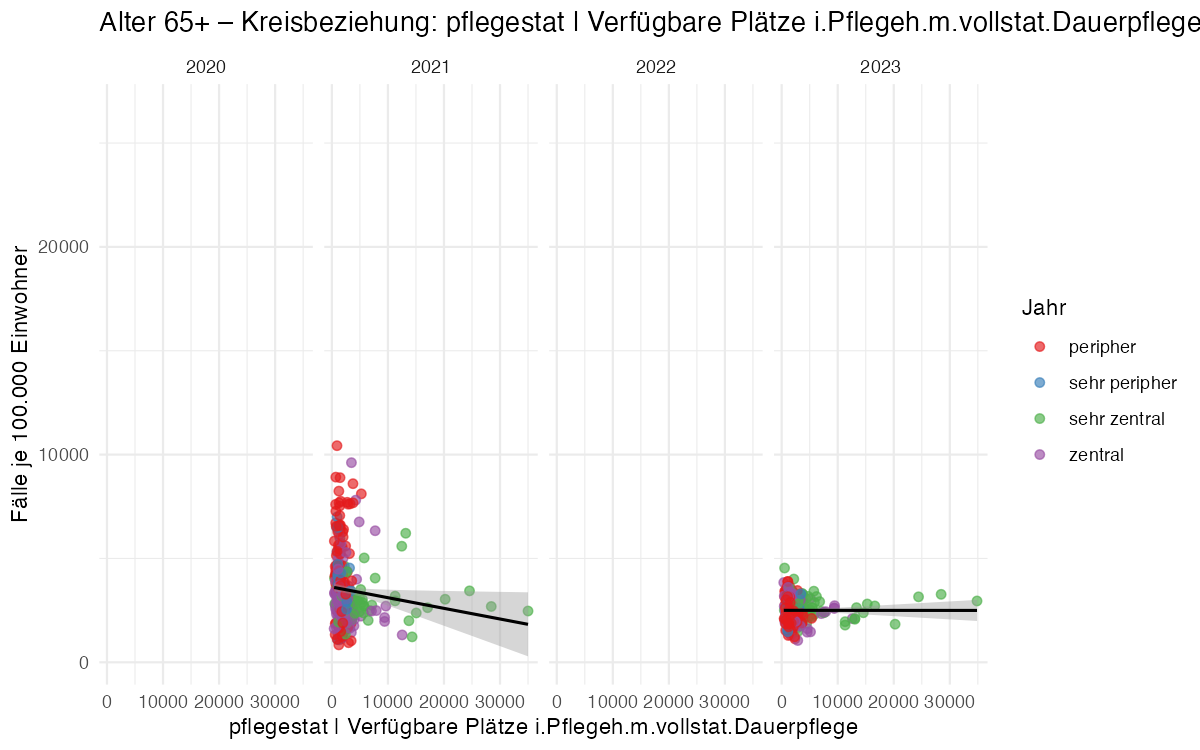 Alter 65+ – Kreisbeziehung: pflegestat | Verfügbare Plätze i.Pflegeh.m.vollstat.Dauerpflege
2020 2021 2022 2023
20000
10000
0
Fälle je 100.000 Einwohner
0 10000 20000 30000 0 10000 20000 30000 0 10000 20000 30000 0 10000 20000 30000
pflegestat | Verfügbare Plätze i.Pflegeh.m.vollstat.Dauerpflege
Jahr
peripher
sehr peripher
sehr zentral
zentral